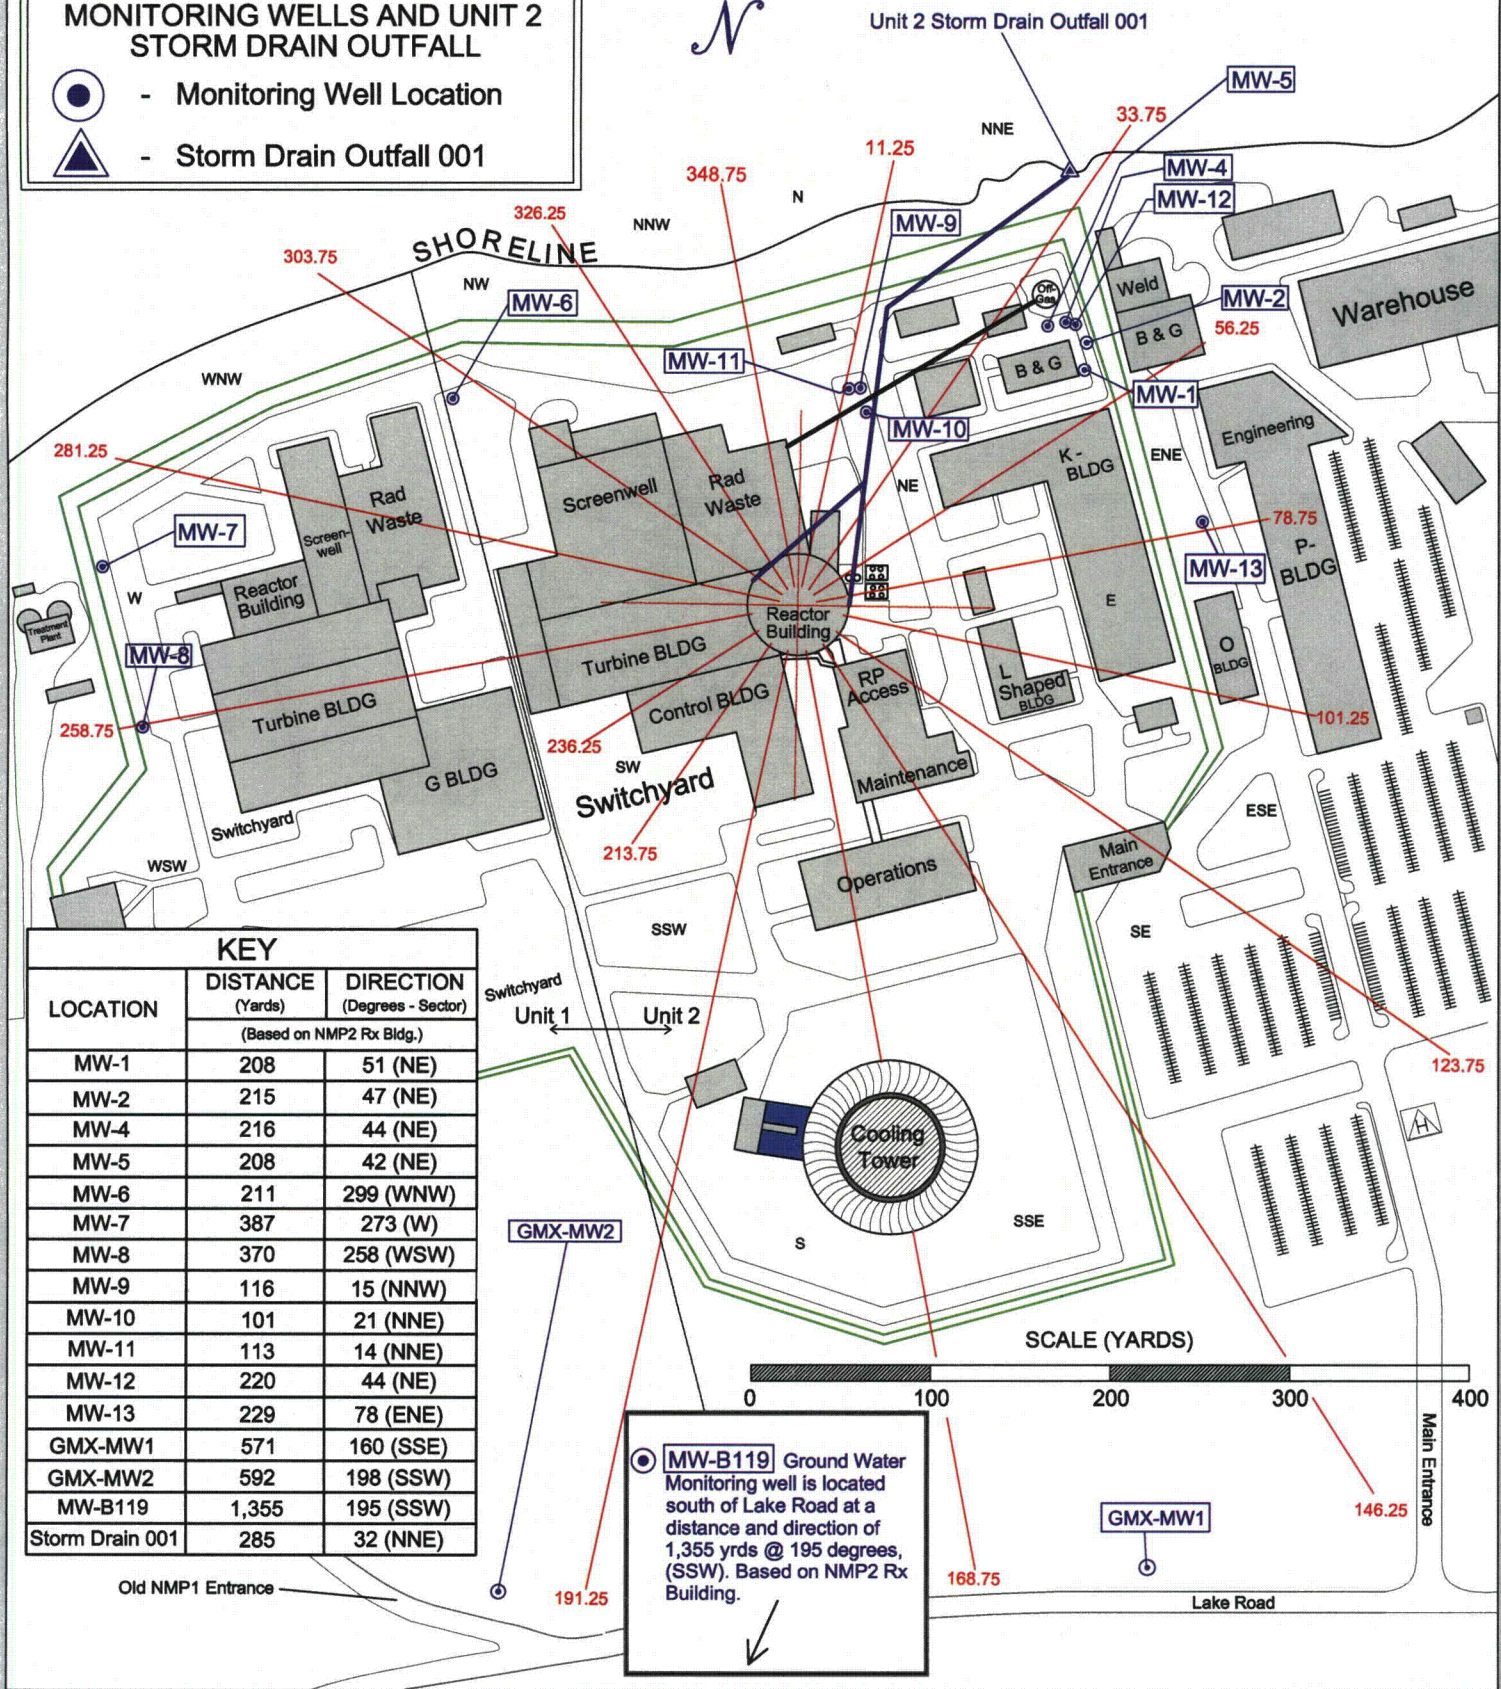 MONITORING WELLS AND UNIT 2
STORM DRAIN OUTFALL
- Monitoring Well Location
- Storm Drain Outfall 001
N
Unit 2 Storm Drain Outfall 001
MW-5
33.75
NNE
11.25
MW-4
348.75
MW-12
N
326.25
NNW
MW-9
SHORELINE
303.75
NW
MW-6
Off-
Gas
Weld
MW-2
Warehouse
56.25
B & G
MW-11
B & G
WNW
MW-1
MW-10
Engineering
281.25
K-
BLDG
ENE
Screenwell
Rad
Waste
NE
Rad
Waste
Screen-
well
MW-7
78.75
P-
BLDG
MW-13
Reactor
Building
W
E
Treatment
Plant
Reactor
Building
MW-8
Turbine BLDG
O
BLDG
RP
Access
L
Shaped
BLDG
Control BLDG
Turbine BLDG
258.75
101.25
236.25
SW
Switchyard
G BLDG
Maintenance
Switchyard
ESE
213.75
WSW
Main
Entrance
Operations
SSW
SE
Switchyard
Unit 1
Unit 2
KEY
LOCATION
DISTANCE
(Yards)
DIRECTION
(Degrees - Sector)
(Based on NMP2 Rx Bldg.)
MW-1 208 51 (NE)
MW-2 215 47 (NE)
MW-4 216 44 (NE)
MW-5 208 42 (NE)
MW-6 211 299 (WNW)
MW-7 387 273 (W)
MW-8 370 258 (WSW)
MW-9 116 15 (NNW)
MW-10 101 21 (NNE)
MW-11 113 14 (NNE)
MW-12 220 44 (NE)
MW-13 229 78 (ENE)
GMX-MW1 571 160 (SSE)
GMX-MW2 592 198 (SSW)
MW-B119 1,355 195 (SSW)
Storm Drain 001 285 32 (NNE)
123.75
H
Cooling
Tower
GMX-MW2
S
SSE
SCALE (YARDS)
0 100 200 300 400
MW-B119 Ground Water
Monitoring well is located
south of Lake Road at a
distance and direction of
1,355 yrds @ 195 degrees,
(SSW). Based on NMP2 Rx
Building.
Main Entrance
146.25
GMX-MW1
168.75
191.25
Old NMP1 Entrance
Lake Road